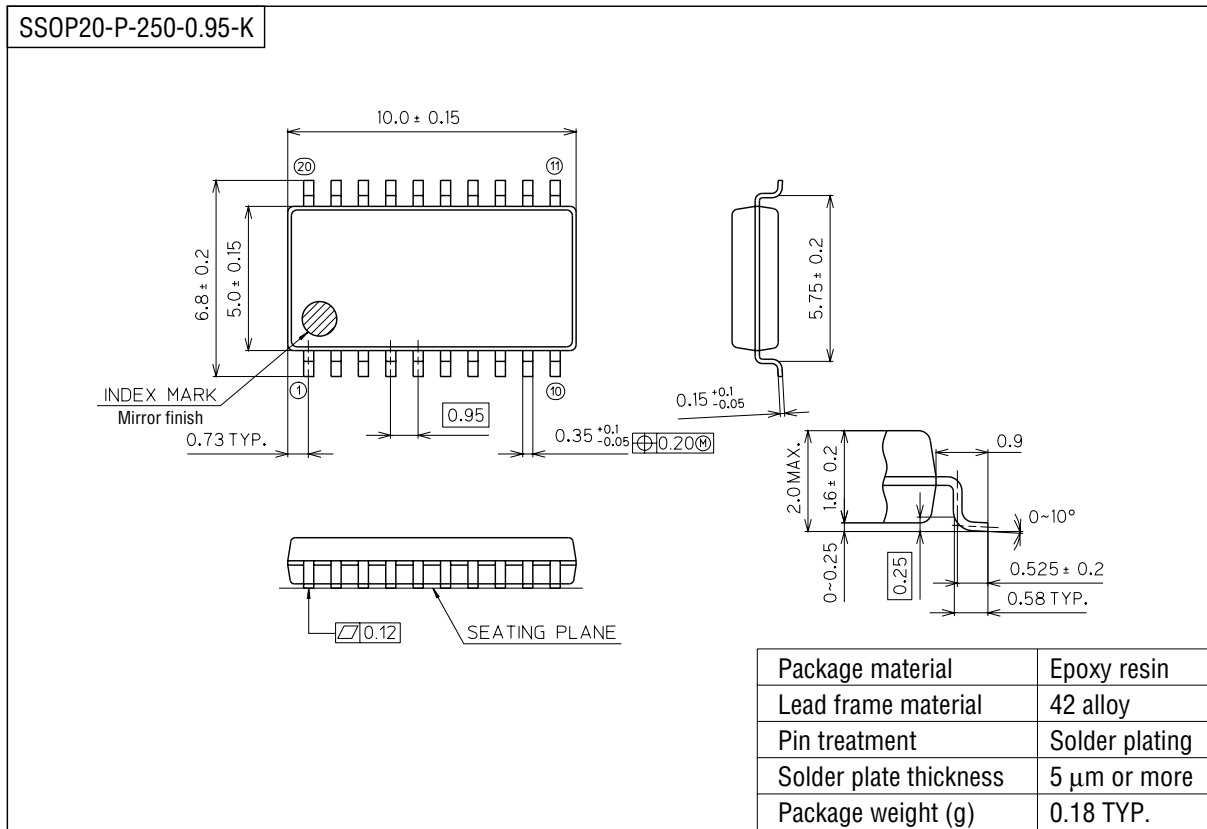 SSOP20-P-250-0.95-K
10.0 ± 0.15
20
11
6.8 ± 0.2
5.0 ± 0.15
5.75 ± 0.2
INDEX MARK
Mirror finish
1
10
0.73 TYP.
0.95
0.35 +0.1 -0.05
⌖ 0.20 Ⓜ
0.15 +0.1 -0.05
2.0 MAX.
1.6 ± 0.2
0.9
0~10°
0~0.25
0.25
0.525 ± 0.2
0.58 TYP.
⏥ 0.12
SEATING PLANE
Package material Epoxy resin
Lead frame material 42 alloy
Pin treatment Solder plating
Solder plate thickness 5 µm or more
Package weight (g) 0.18 TYP.